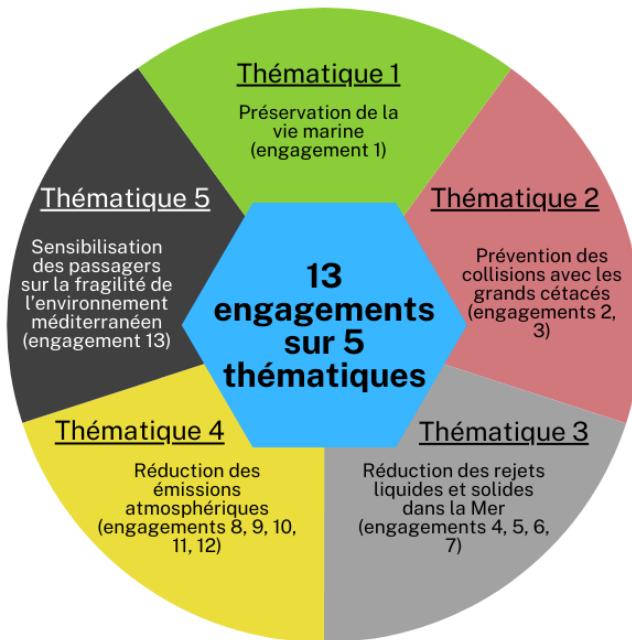 Thématique 1
Préservation de la
vie marine
(engagement 1)
Thématique 2
Prévention des
collisions avec les
grands cétacés
(engagements 2,
3)
Thématique 3
Réduction des rejets
liquides et solides
dans la Mer
(engagements 4, 5, 6,
7)
Thématique 4
Réduction des
émissions
atmosphériques
(engagements 8, 9, 10,
11, 12)
Thématique 5
Sensibilisation
des passagers
sur la fragilité de
l'environnement
méditerranéen
(engagement 13)
13
engagements
sur 5
thématiques